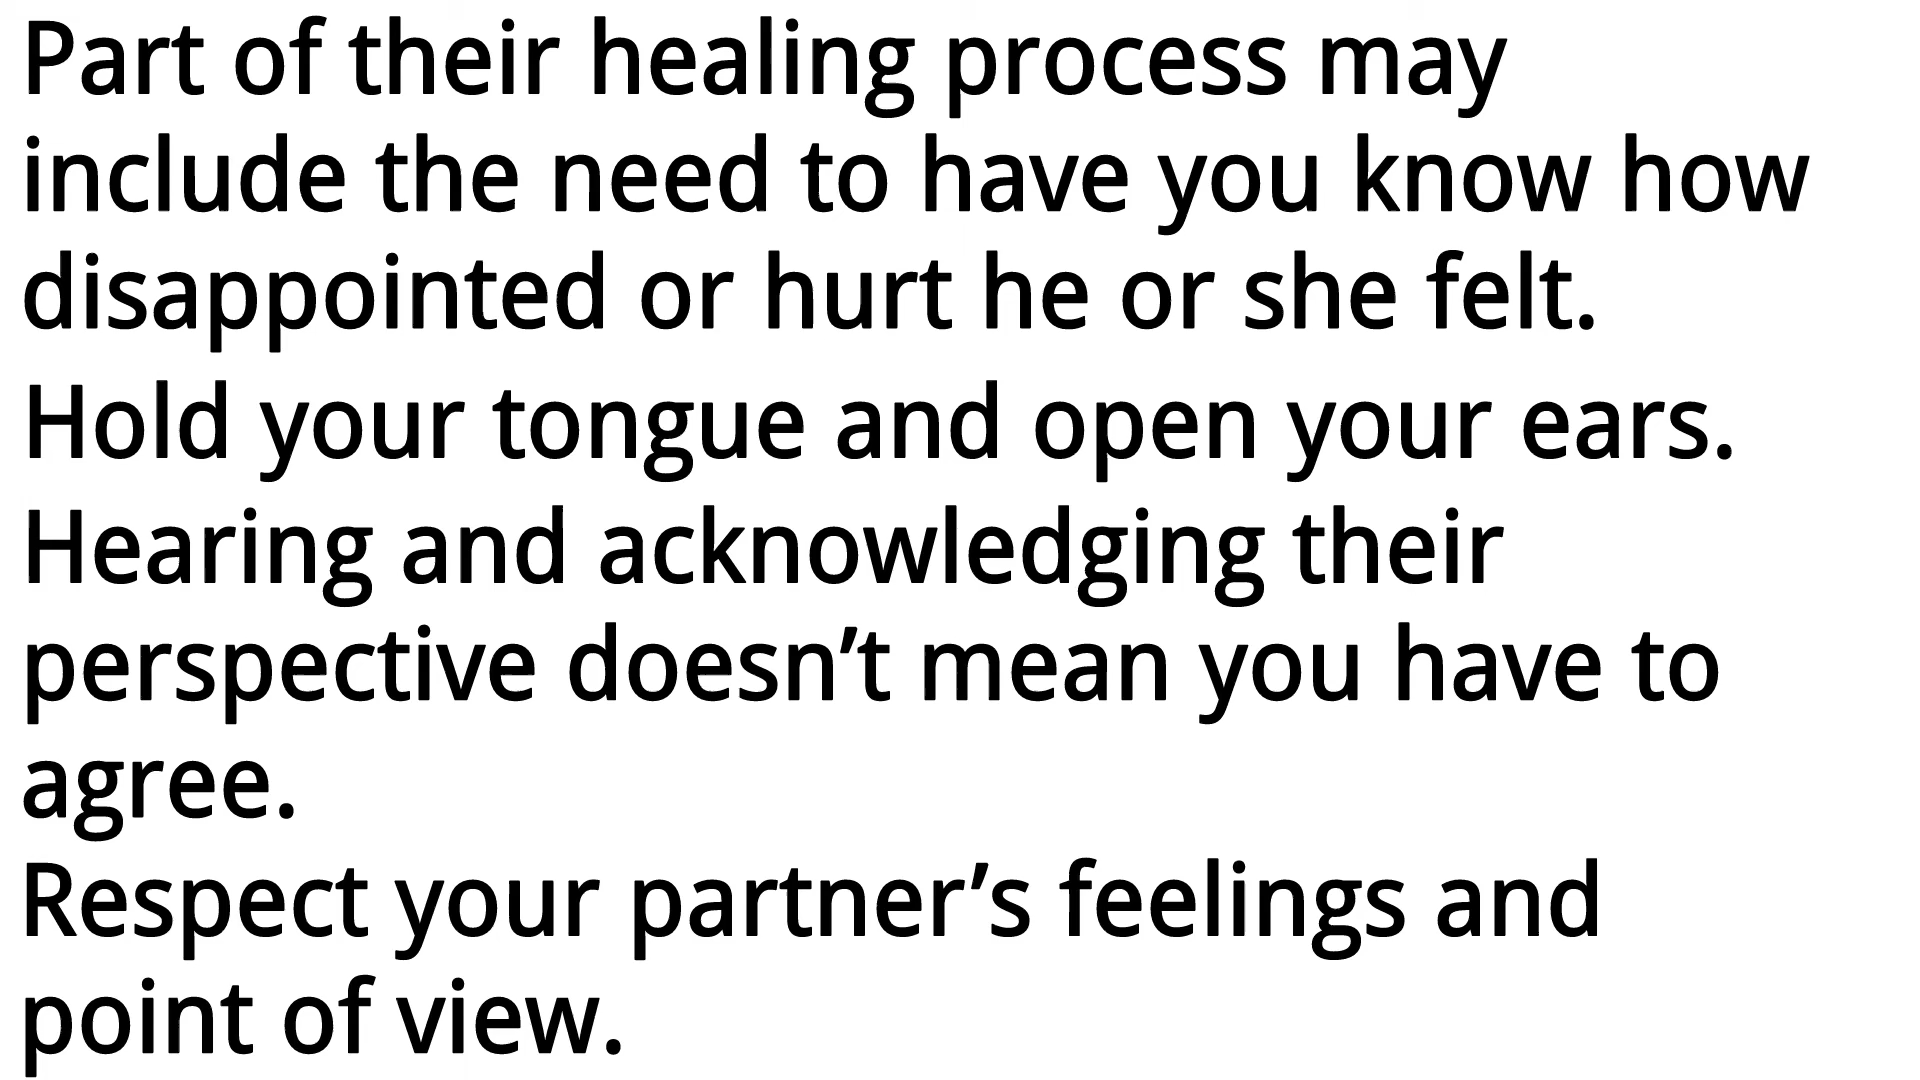 Part of their healing process may
include the need to have you know how
disappointed or hurt he or she felt.
Hold your tongue and open your ears.
Hearing and acknowledging their
perspective doesn’t mean you have to
agree.
Respect your partner’s feelings and
point of view.